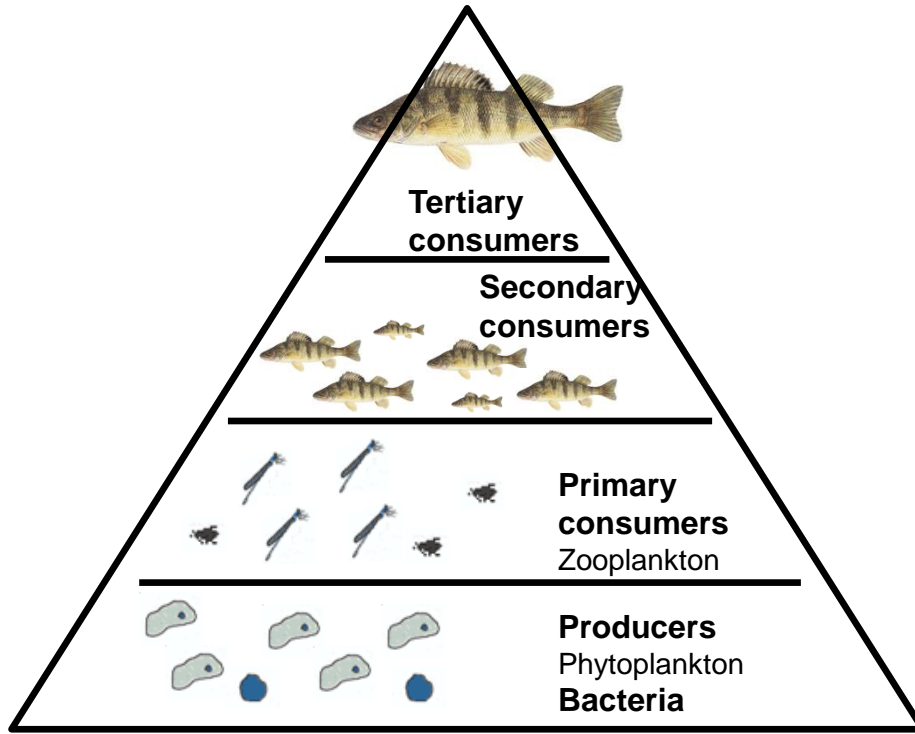 Tertiary
consumers
Secondary
consumers
Primary
consumers
Zooplankton
Producers
Phytoplankton
Bacteria